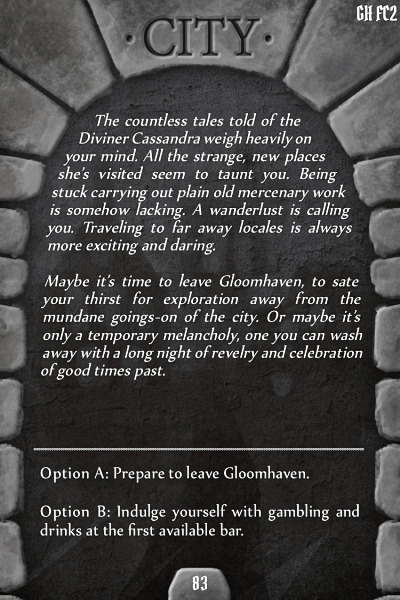 GH FC2
· CITY ·
The countless tales told of the
Diviner Cassandra weigh heavily on
your mind. All the strange, new places
she's visited seem to taunt you. Being
stuck carrying out plain old mercenary work
is somehow lacking. A wanderlust is calling
you. Traveling to far away locales is always
more exciting and daring.
Maybe it's time to leave Gloomhaven, to sate
your thirst for exploration away from the
mundane goings-on of the city. Or maybe it's
only a temporary melancholy, one you can wash
away with a long night of revelry and celebration
of good times past.
Option A: Prepare to leave Gloomhaven.
Option B: Indulge yourself with gambling and
drinks at the first available bar.
83